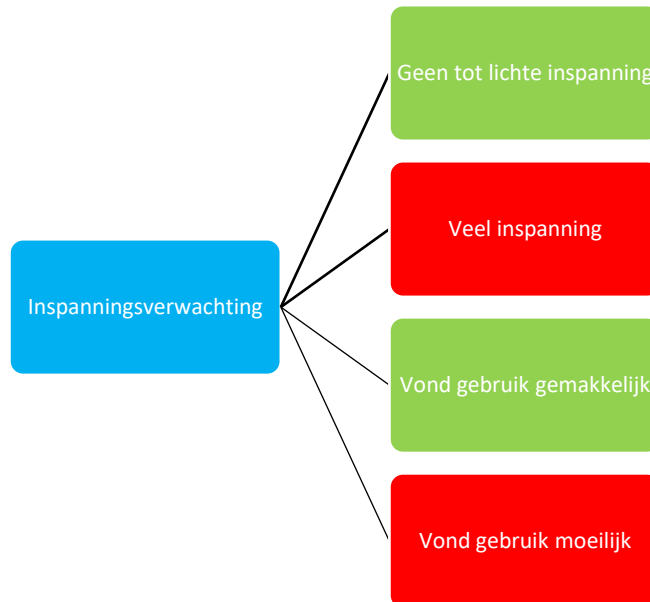 Geen tot lichte inspanning
Veel inspanning
Inspanningsverwachting
Vond gebruik gemakkelijk
Vond gebruik moeilijk